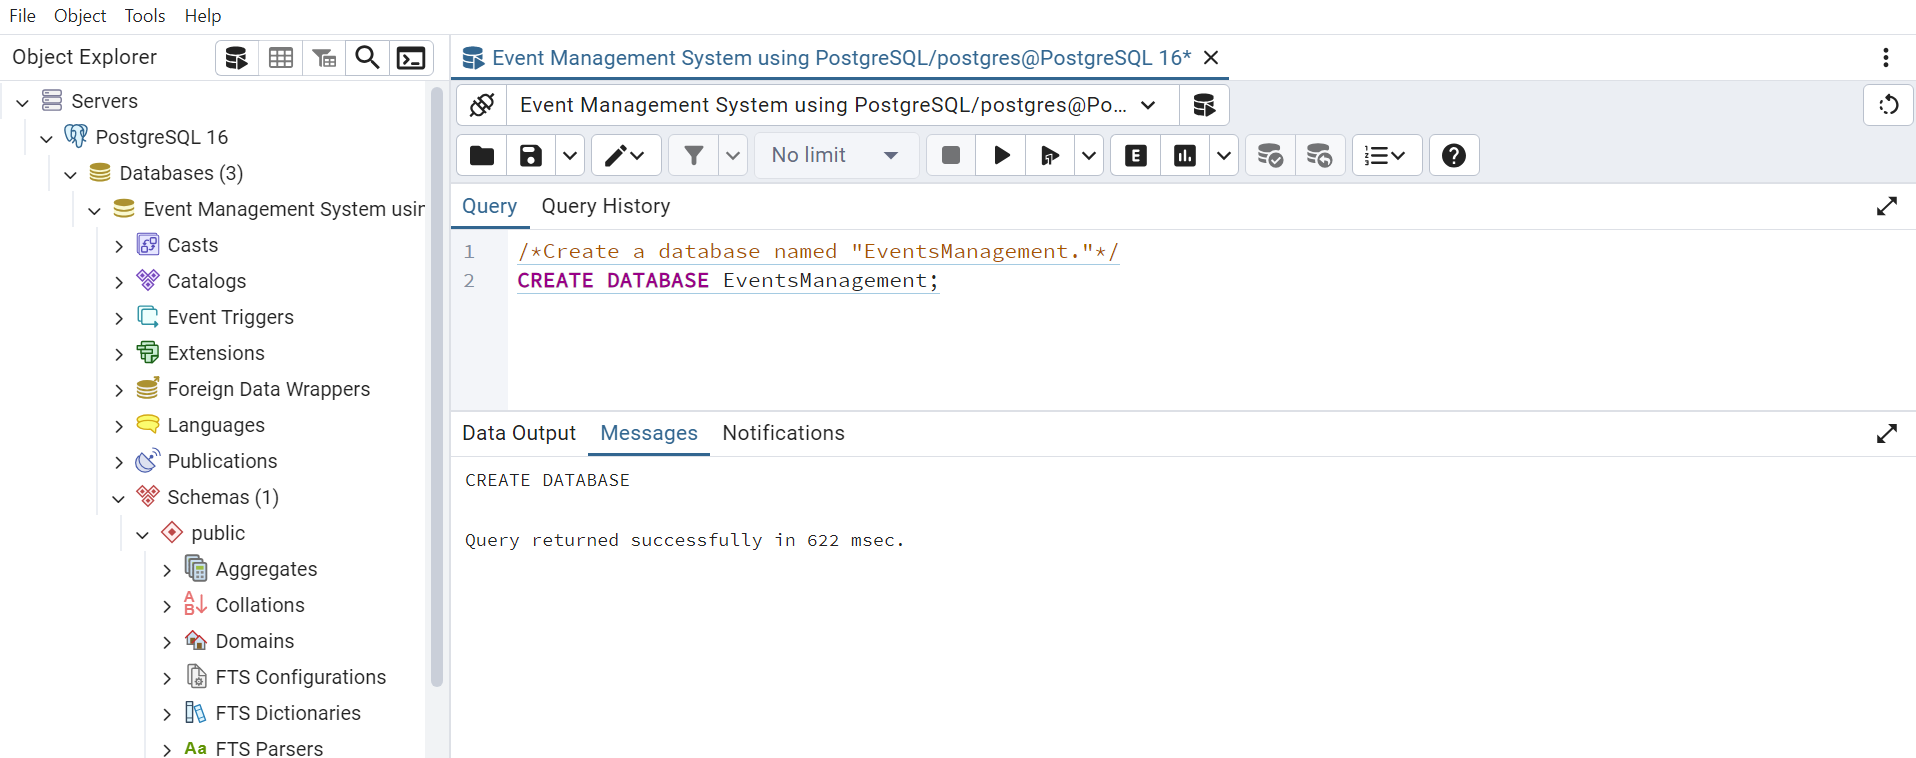 File Object Tools Help
Object Explorer
Servers
PostgreSQL 16
Databases (3)
Event Management System usin
Casts
Catalogs
Event Triggers
Extensions
Foreign Data Wrappers
Languages
Publications
Schemas (1)
public
Aggregates
Collations
Domains
FTS Configurations
FTS Dictionaries
Aa FTS Parsers
Event Management System using PostgreSQL/postgres@PostgreSQL 16*
Event Management System using PostgreSQL/postgres@Po...
No limit
E
Query Query History
1 /*Create a database named "EventsManagement."*/
2 CREATE DATABASE EventsManagement;
Data Output Messages Notifications
CREATE DATABASE
Query returned successfully in 622 msec.